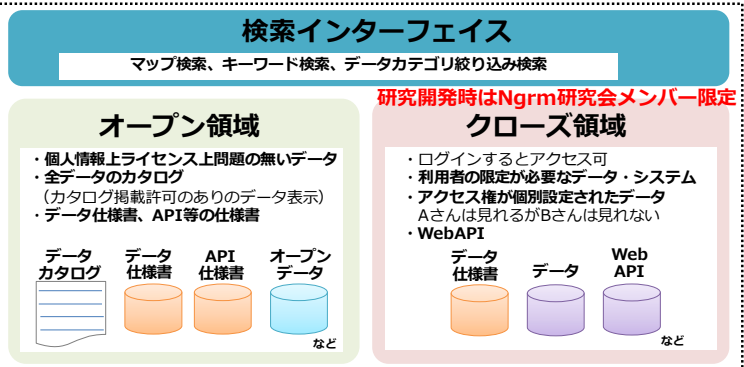 検索インターフェイス
マップ検索、キーワード検索、データカテゴリ絞り込み検索
研究開発時はNgrm研究会メンバー限定
オープン領域
・個人情報上ライセンス上問題の無いデータ
・全データのカタログ
（カタログ掲載許可のありのデータ表示）
・データ仕様書、API等の仕様書
データ
カタログ
データ
仕様書
API
仕様書
オープン
データ
など
クローズ領域
・ログインするとアクセス可
・利用者の限定が必要なデータ・システム
・アクセス権が個別設定されたデータ
Aさんは見れるがBさんは見れない
・WebAPI
データ
仕様書
データ
Web
API
など